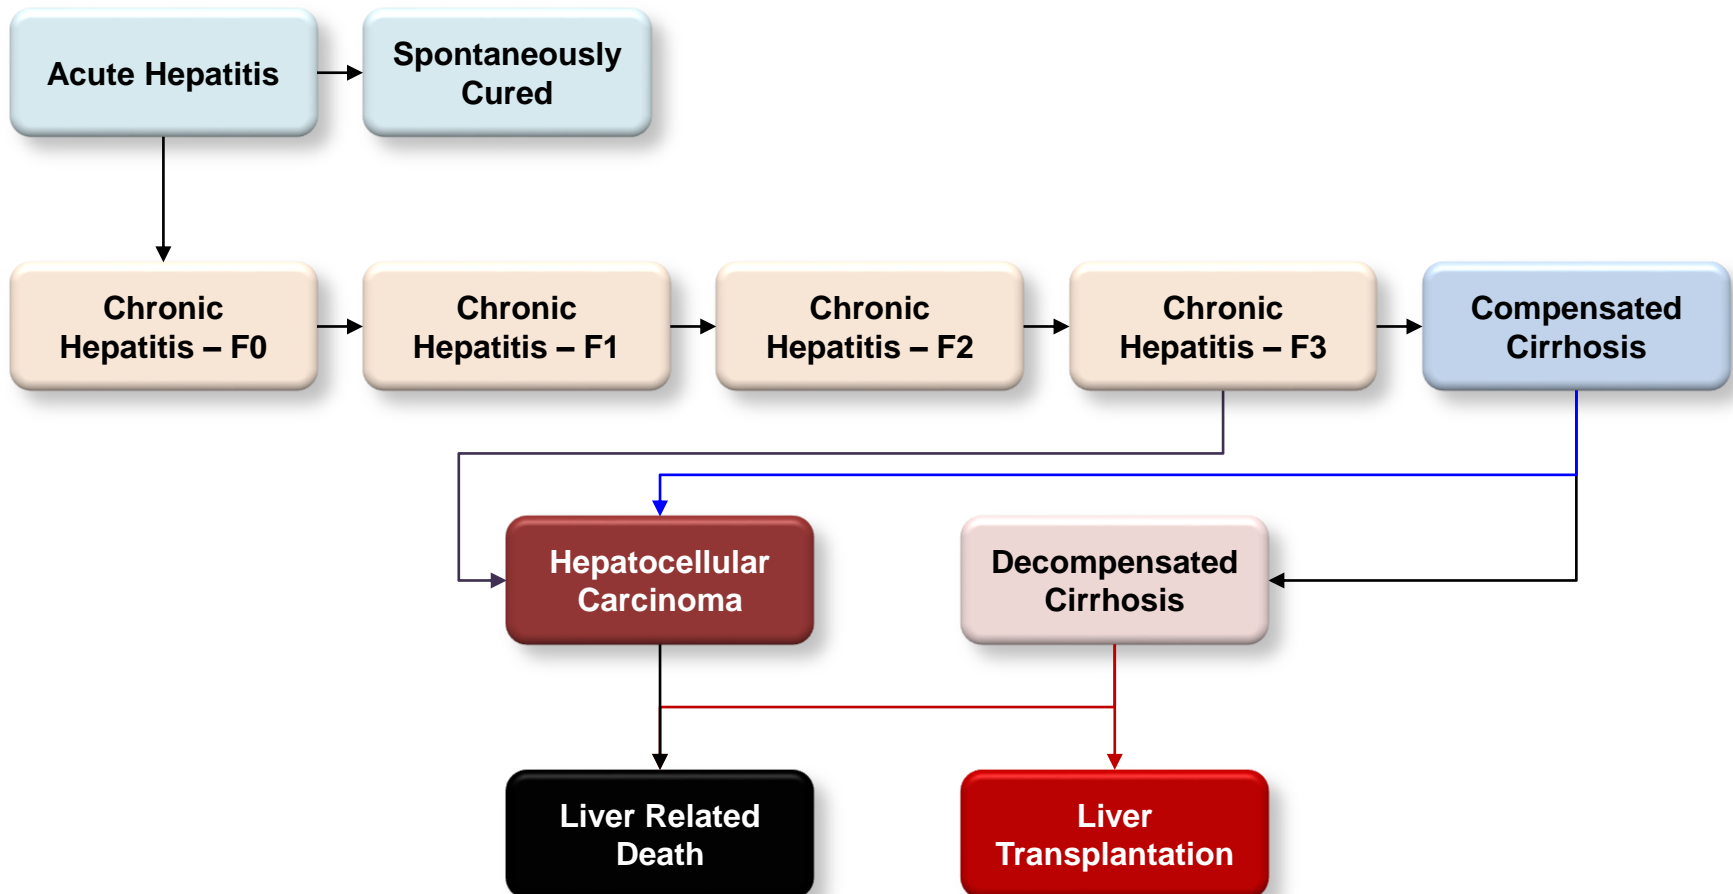 Acute Hepatitis
Spontaneously
Cured
Chronic
Hepatitis – F0
Chronic
Hepatitis – F1
Chronic
Hepatitis – F2
Chronic
Hepatitis – F3
Compensated
Cirrhosis
Hepatocellular
Carcinoma
Decompensated
Cirrhosis
Liver Related
Death
Liver
Transplantation